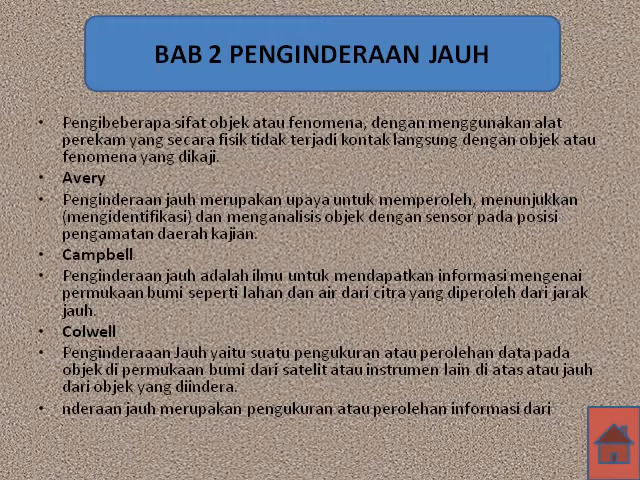 BAB 2 PENGINDERAAN JAUH
• Pengibeberapa sifat objek atau fenomena, dengan menggunakan alat
perekam yang secara fisik tidak terjadi kontak langsung dengan objek atau
fenomena yang dikaji.
• Avery
• Penginderaan jauh merupakan upaya untuk memperoleh, menunjukkan
(mengidentifikasi) dan menganalisis objek dengan sensor pada posisi
pengamatan daerah kajian.
• Campbell
• Penginderaan jauh adalah ilmu untuk mendapatkan informasi mengenai
permukaan bumi seperti lahan dan air dari citra yang diperoleh dari jarak
jauh.
• Colwell
• Penginderaaan Jauh yaitu suatu pengukuran atau perolehan data pada
objek di permukaan bumi dari satelit atau instrumen lain di atas atau jauh
dari objek yang diindera.
• nderaan jauh merupakan pengukuran atau perolehan informasi dari